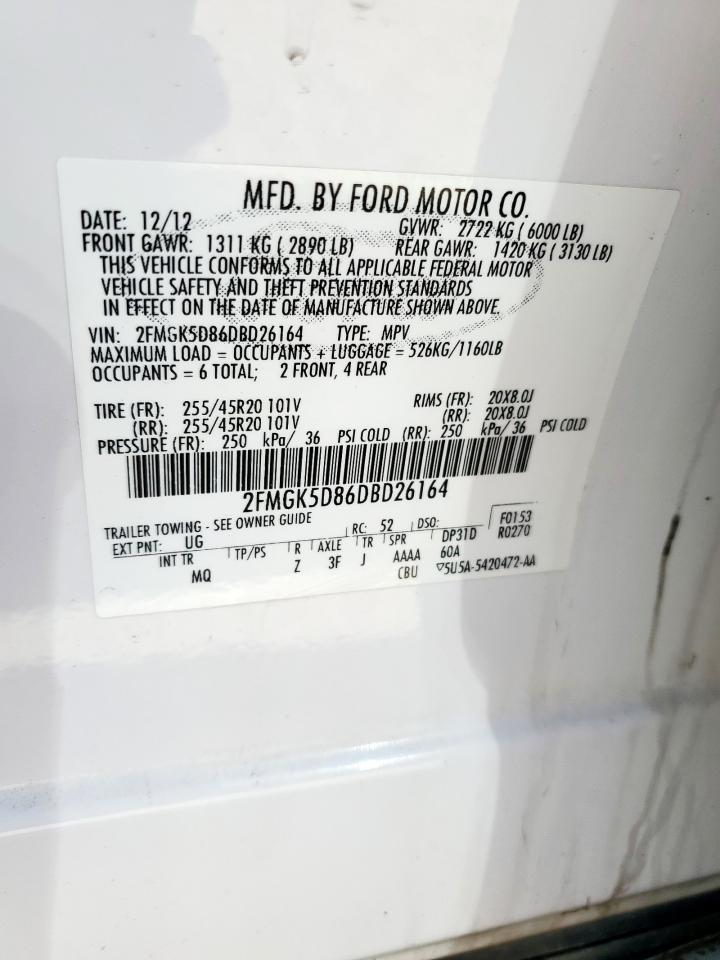 MFD. BY FORD MOTOR CO.
DATE: 12/12 GVWR: 2722 KG ( 6000 LB)
FRONT GAWR: 1311 KG ( 2890 LB) REAR GAWR: 1420 KG ( 3130 LB)
THIS VEHICLE CONFORMS TO ALL APPLICABLE FEDERAL MOTOR
VEHICLE SAFETY AND THEFT PREVENTION STANDARDS
IN EFFECT ON THE DATE OF MANUFACTURE SHOWN ABOVE.
VIN: 2FMGK5D86DBD26164 TYPE: MPV
MAXIMUM LOAD = OCCUPANTS + LUGGAGE = 526KG/1160LB
OCCUPANTS = 6 TOTAL; 2 FRONT, 4 REAR
TIRE (FR): 255/45R20 101V RIMS (FR): 20X8.0J
(RR): 255/45R20 101V (RR): 20X8.0J
PRESSURE (FR): 250 kPa/ 36 PSI COLD (RR): 250 kPa/ 36 PSI COLD
2FMGK5D86DBD26164
TRAILER TOWING - SEE OWNER GUIDE
EXT PNT: UG RC: 52 DSO: F0153
R0270
INT TR TP/PS R AXLE TR SPR DP31D
MQ Z 3F J AAAA 60A
CBU ▽5U5A-5420472-AA